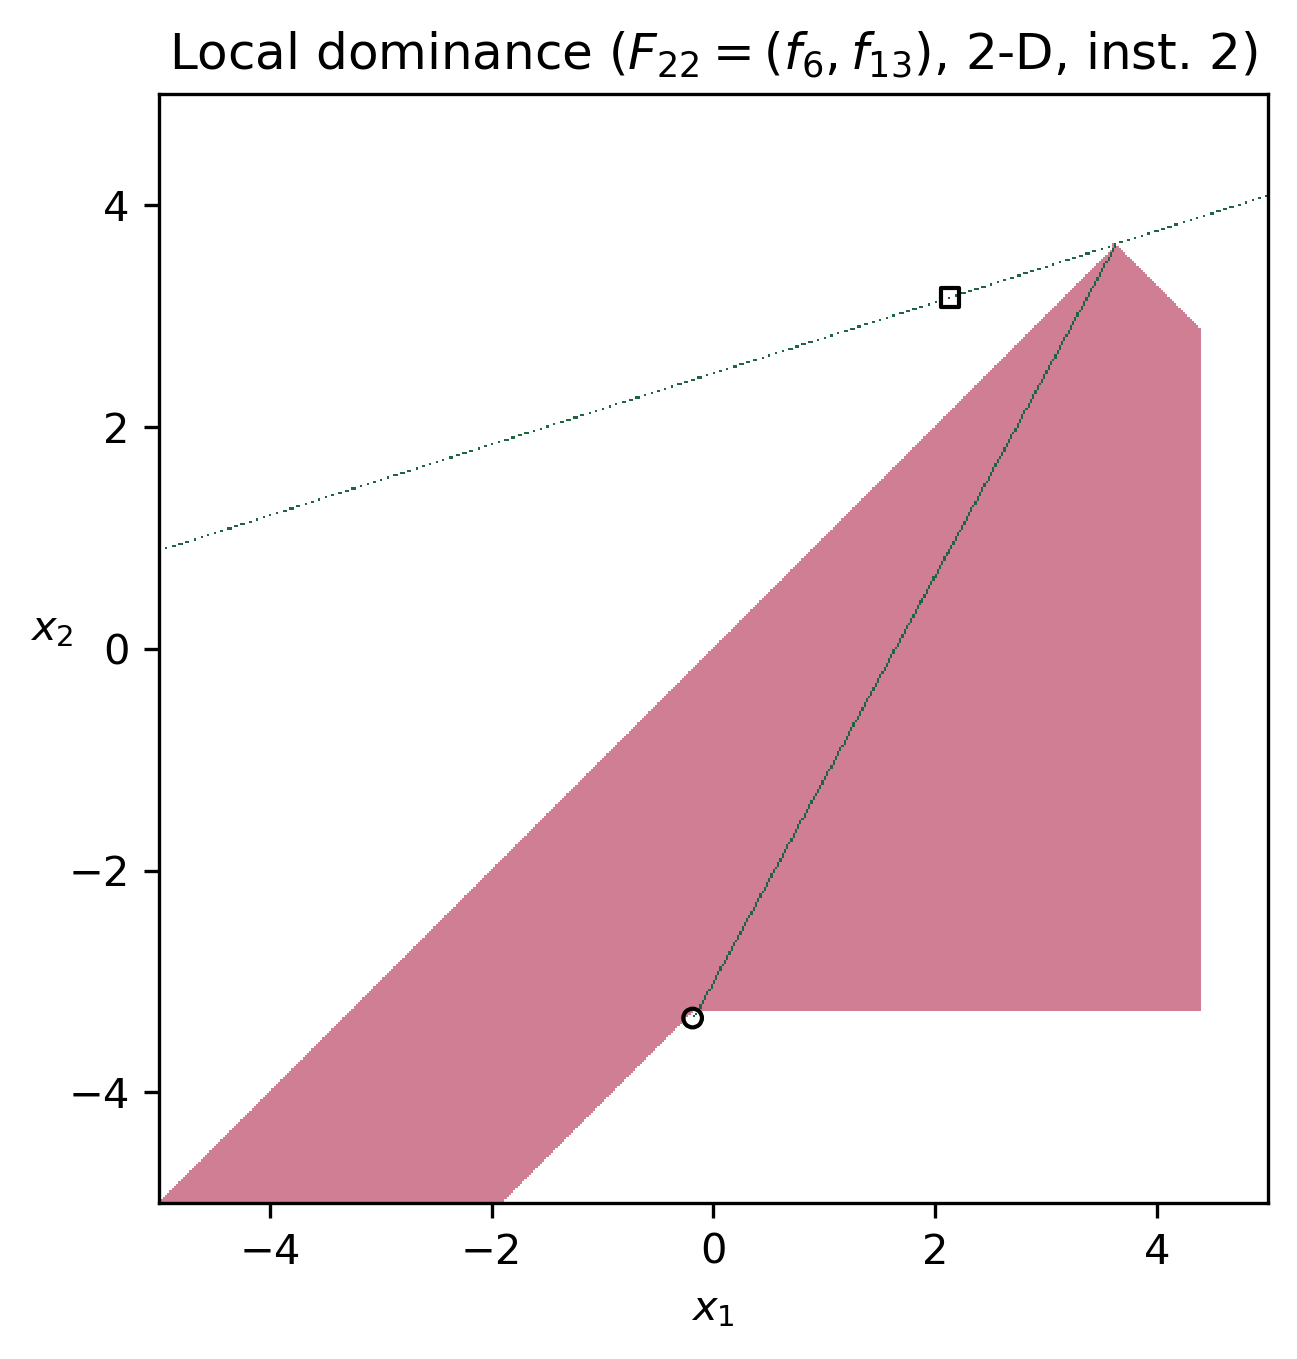 Local dominance (F₂₂ = (f₆, f₁₃), 2-D, inst. 2)
4
2
x₂ 0
−2
−4
−4 −2 0 2 4
x₁